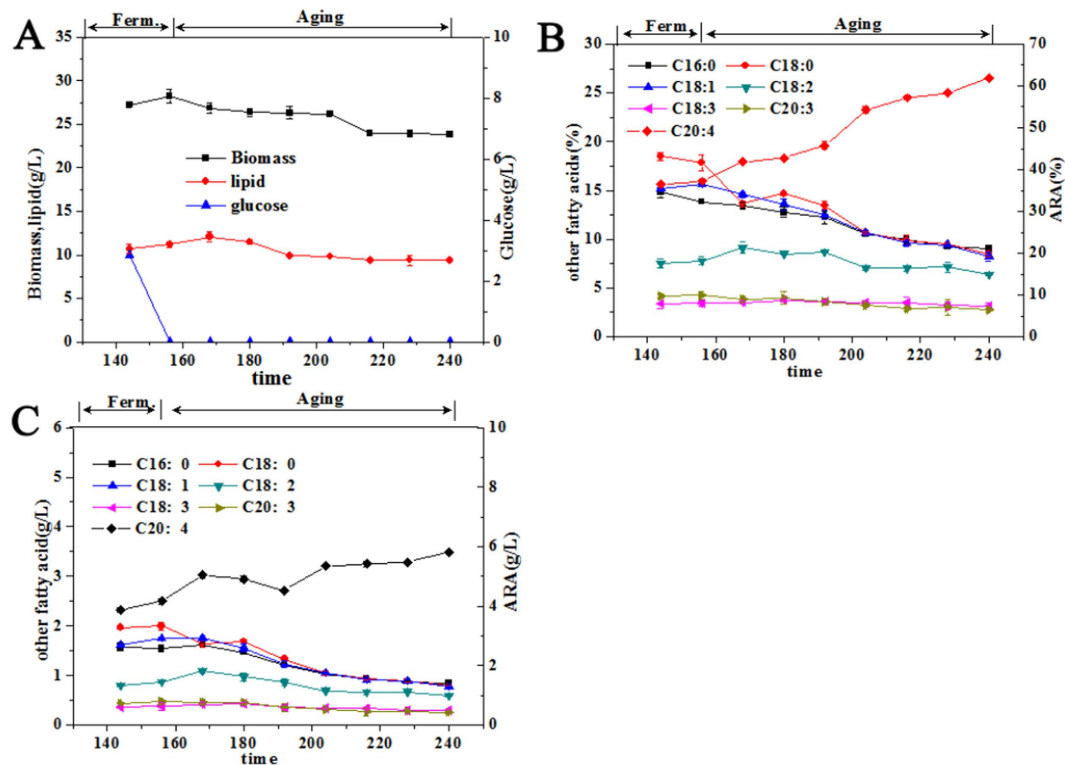 A
Ferm. Aging
35 30 25 20 15 10 5 0
Biomass,lipid(g/L)
Biomass
lipid
glucose
10 8 6 4 2 0
Glucose(g/L)
140 160 180 200 220 240
time
B
Ferm. Aging
30 25 20 15 10 5 0
other fatty acids(%)
C16:0 C18:0
C18:1 C18:2
C18:3 C20:3
C20:4
70 60 50 40 30 20 10 0
ARA(%)
140 160 180 200 220 240
time
C
Ferm. Aging
6 5 4 3 2 1 0
other fatty acid(g/L)
C16: 0 C18: 0
C18: 1 C18: 2
C18: 3 C20: 3
C20: 4
10 8 6 4 2 0
ARA(g/L)
140 160 180 200 220 240
time